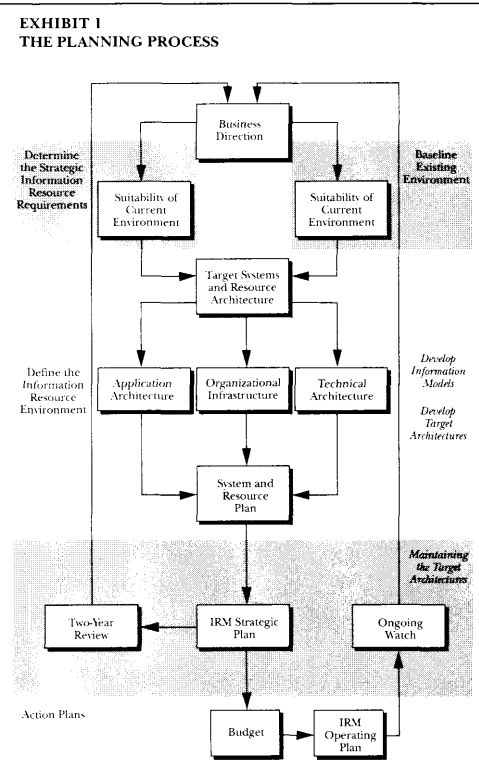 EXHIBIT 1
THE PLANNING PROCESS
Business
Direction
Determine
the Strategic
Information
Resource
Requirements
Baseline
Existing
Environment
Suitability of
Current
Environment
Suitability of
Current
Environment
Target Systems
and Resource
Architecture
Define the
Information
Resource
Environment
Application
Architecture
Organizational
Infrastructure
Technical
Architecture
Develop
Information
Models
Develop
Target
Architectures
System and
Resource
Plan
Maintaining
the Target
Architectures
Two-Year
Review
IRM Strategic
Plan
Ongoing
Watch
Action Plans
Budget
IRM
Operating
Plan